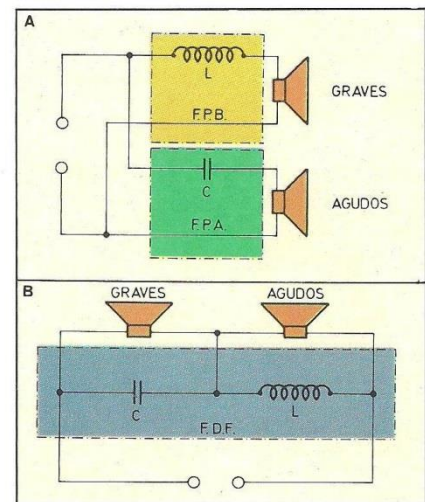 A
L
GRAVES
F.P.B.
C
AGUDOS
F.P.A.
B
GRAVES AGUDOS
C
L
F.D.F.